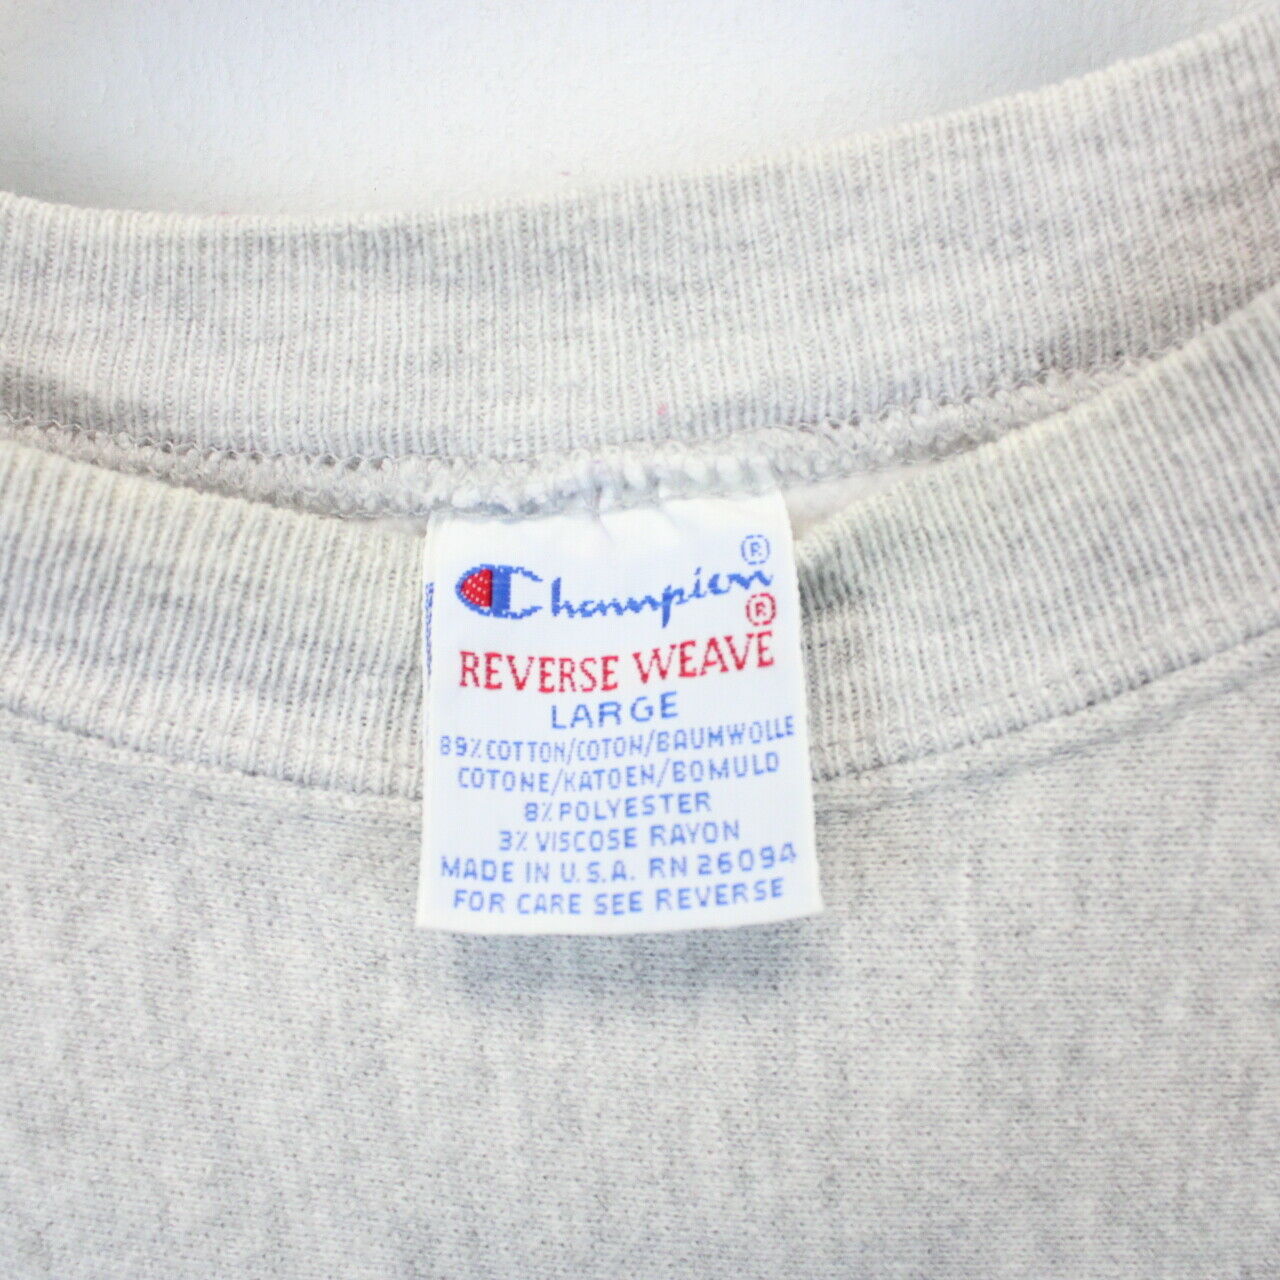 Champion®
REVERSE WEAVE®
LARGE
89% COTTON/COTON/BAUMWOLLE
COTONE/KATOEN/BOMULD
8% POLYESTER
3% VISCOSE RAYON
MADE IN U.S.A. RN 26094
FOR CARE SEE REVERSE